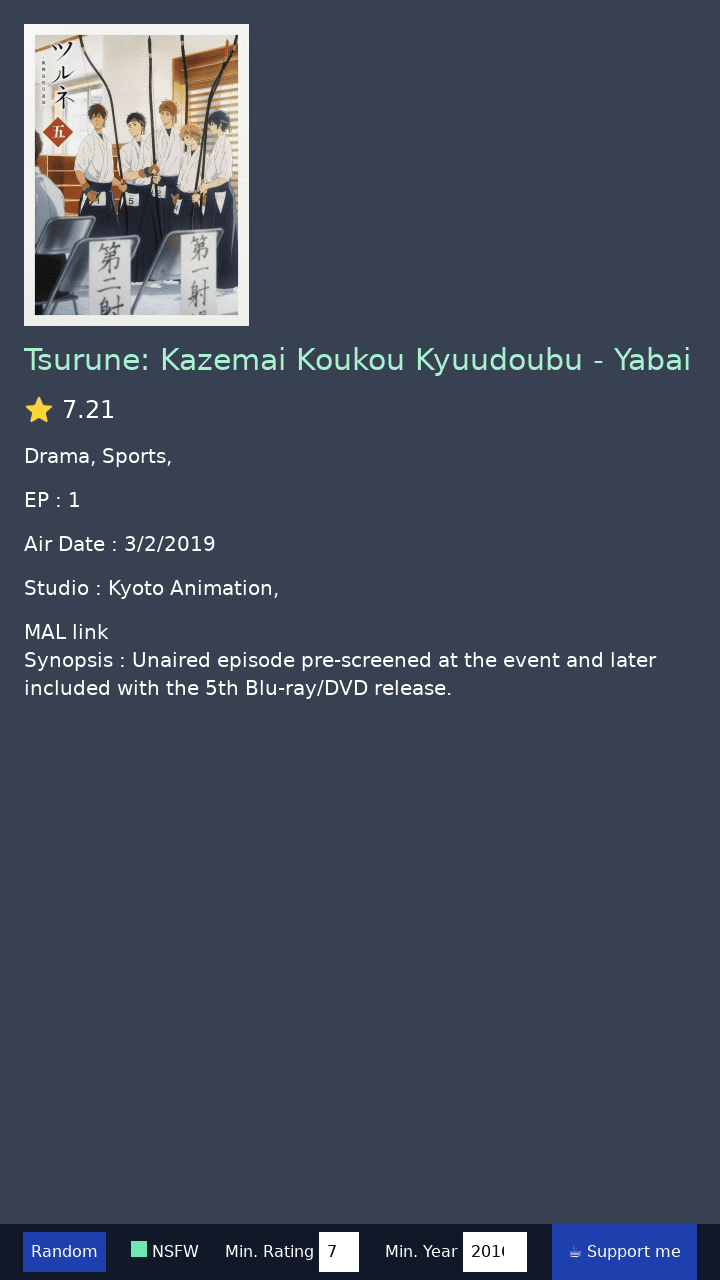 ツルネ
五
5
第二射
第一射
Tsurune: Kazemai Koukou Kyuudoubu - Yabai
⭐ 7.21
Drama, Sports,
EP : 1
Air Date : 3/2/2019
Studio : Kyoto Animation,
MAL link
Synopsis : Unaired episode pre-screened at the event and later
included with the 5th Blu-ray/DVD release.
Random NSFW Min. Rating 7 Min. Year 201 ☕ Support me